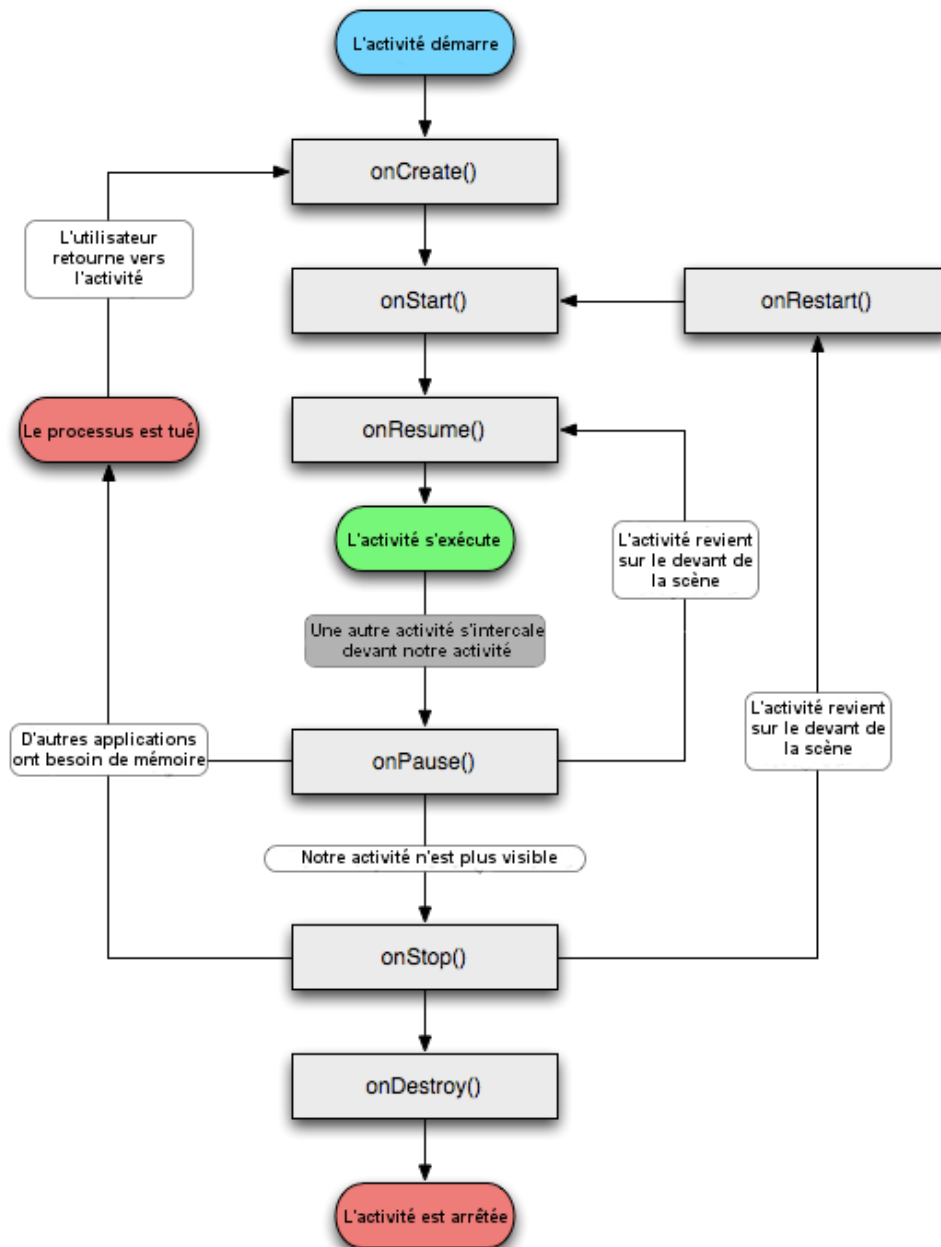 L'activité démarre
onCreate()
L'utilisateur
retourne vers
l'activité
onStart()
onRestart()
Le processus est tué
onResume()
L'activité s'exécute
L'activité revient
sur le devant de
la scène
Une autre activité s'intercale
devant notre activité
L'activité revient
sur le devant de
la scène
D'autres applications
ont besoin de mémoire
onPause()
Notre activité n'est plus visible
onStop()
onDestroy()
L'activité est arrêtée